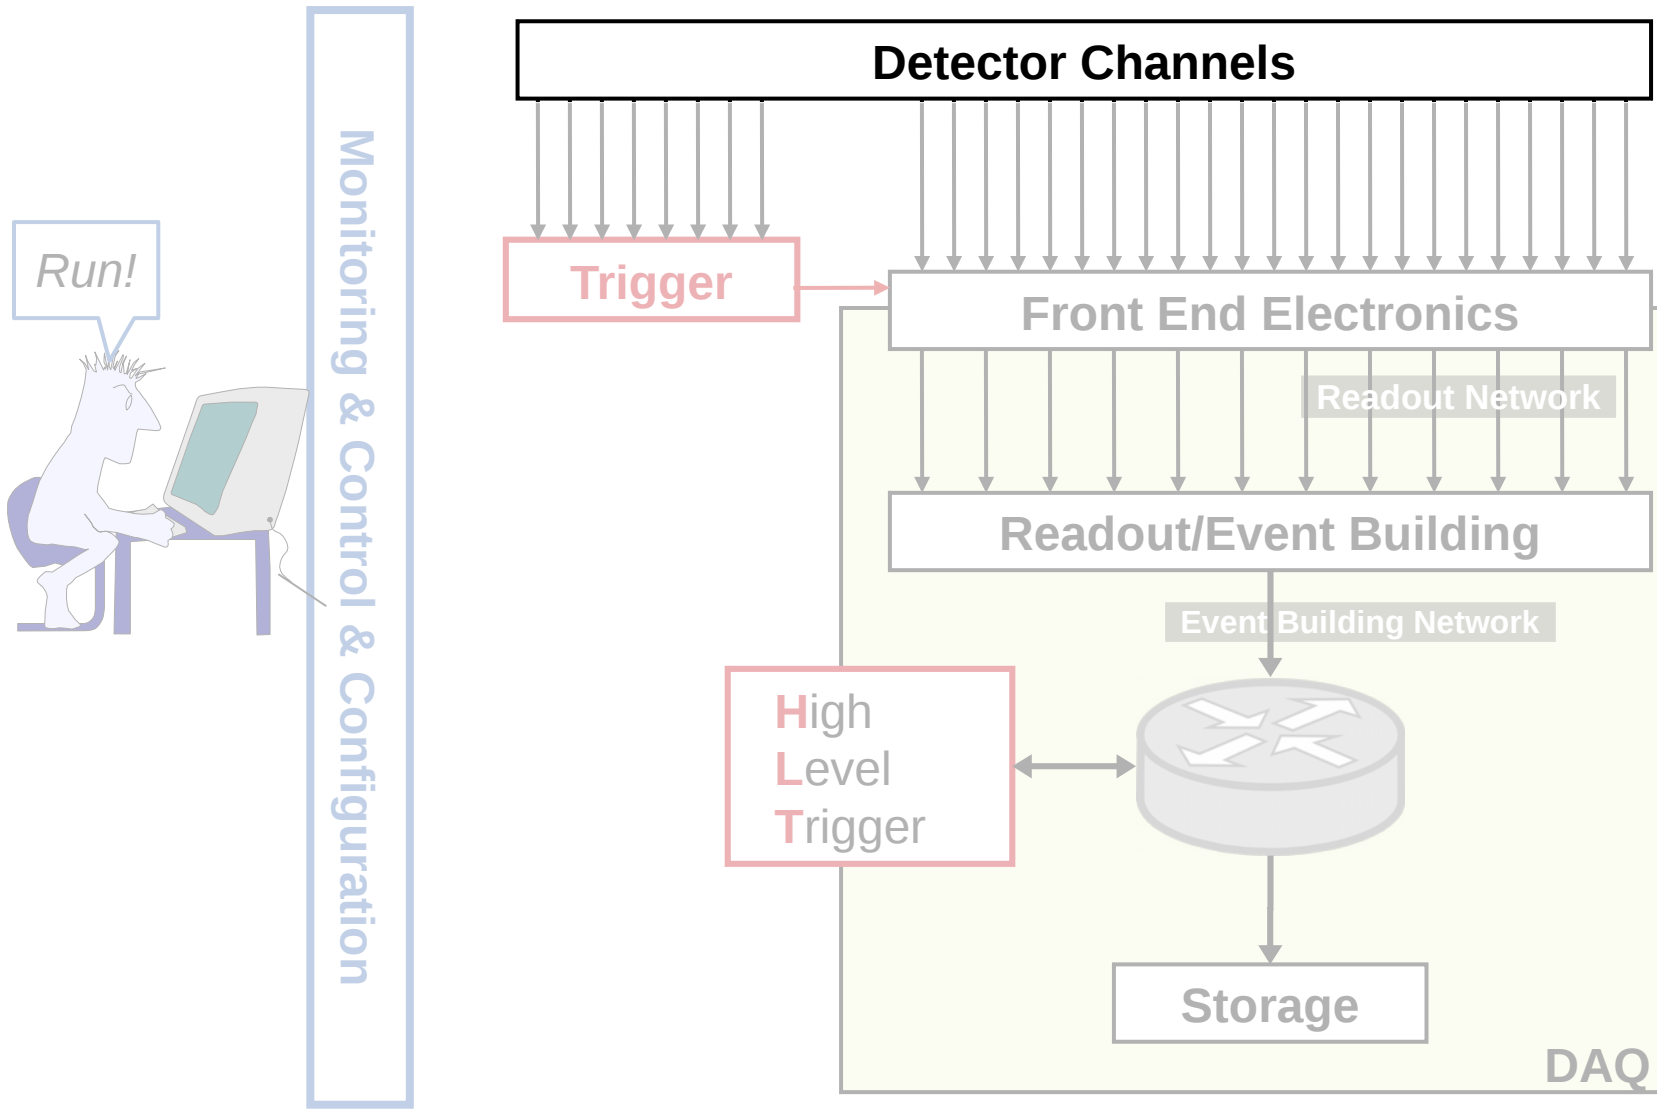 Detector Channels
Monitoring & Control & Configuration
Run!
Trigger
Front End Electronics
Readout Network
Readout/Event Building
Event Building Network
High
Level
Trigger
Storage
DAQ